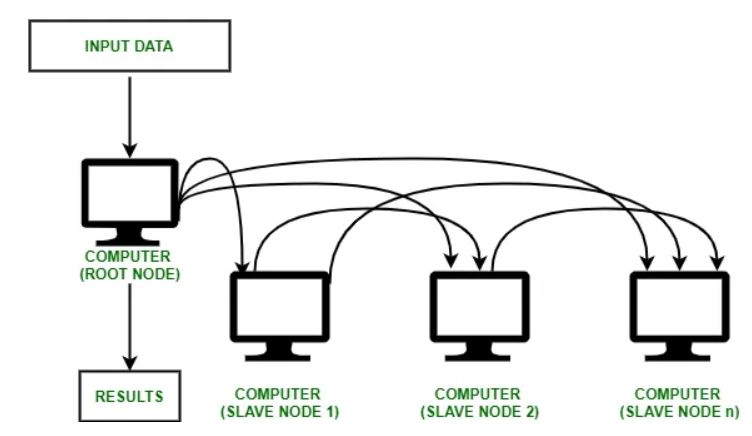 INPUT DATA
COMPUTER
(ROOT NODE)
RESULTS
COMPUTER
(SLAVE NODE 1)
COMPUTER
(SLAVE NODE 2)
COMPUTER
(SLAVE NODE n)